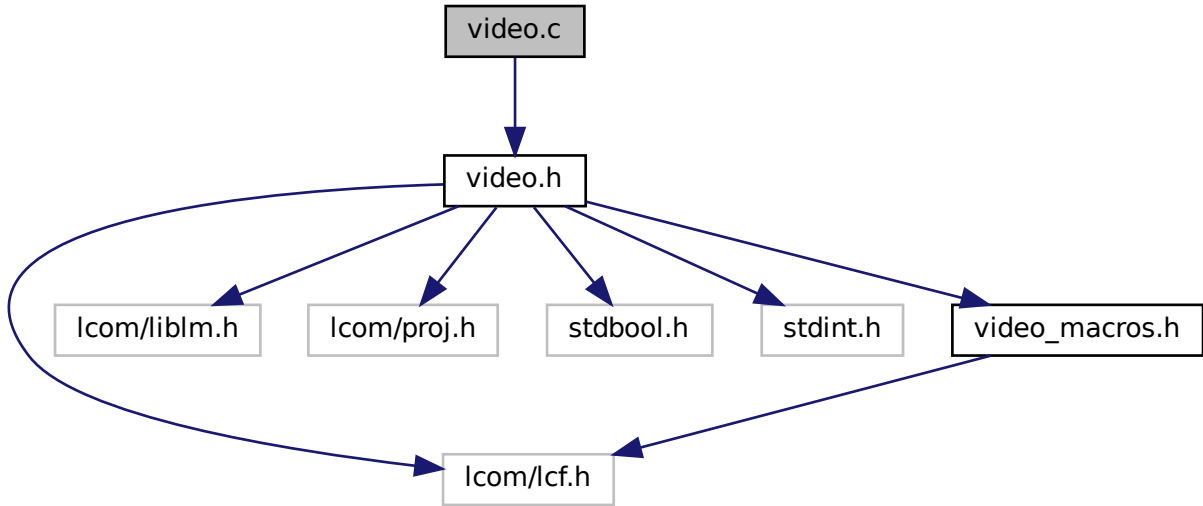 video.c
video.h
lcom/liblm.h
lcom/proj.h
stdbool.h
stdint.h
video_macros.h
lcom/lcf.h